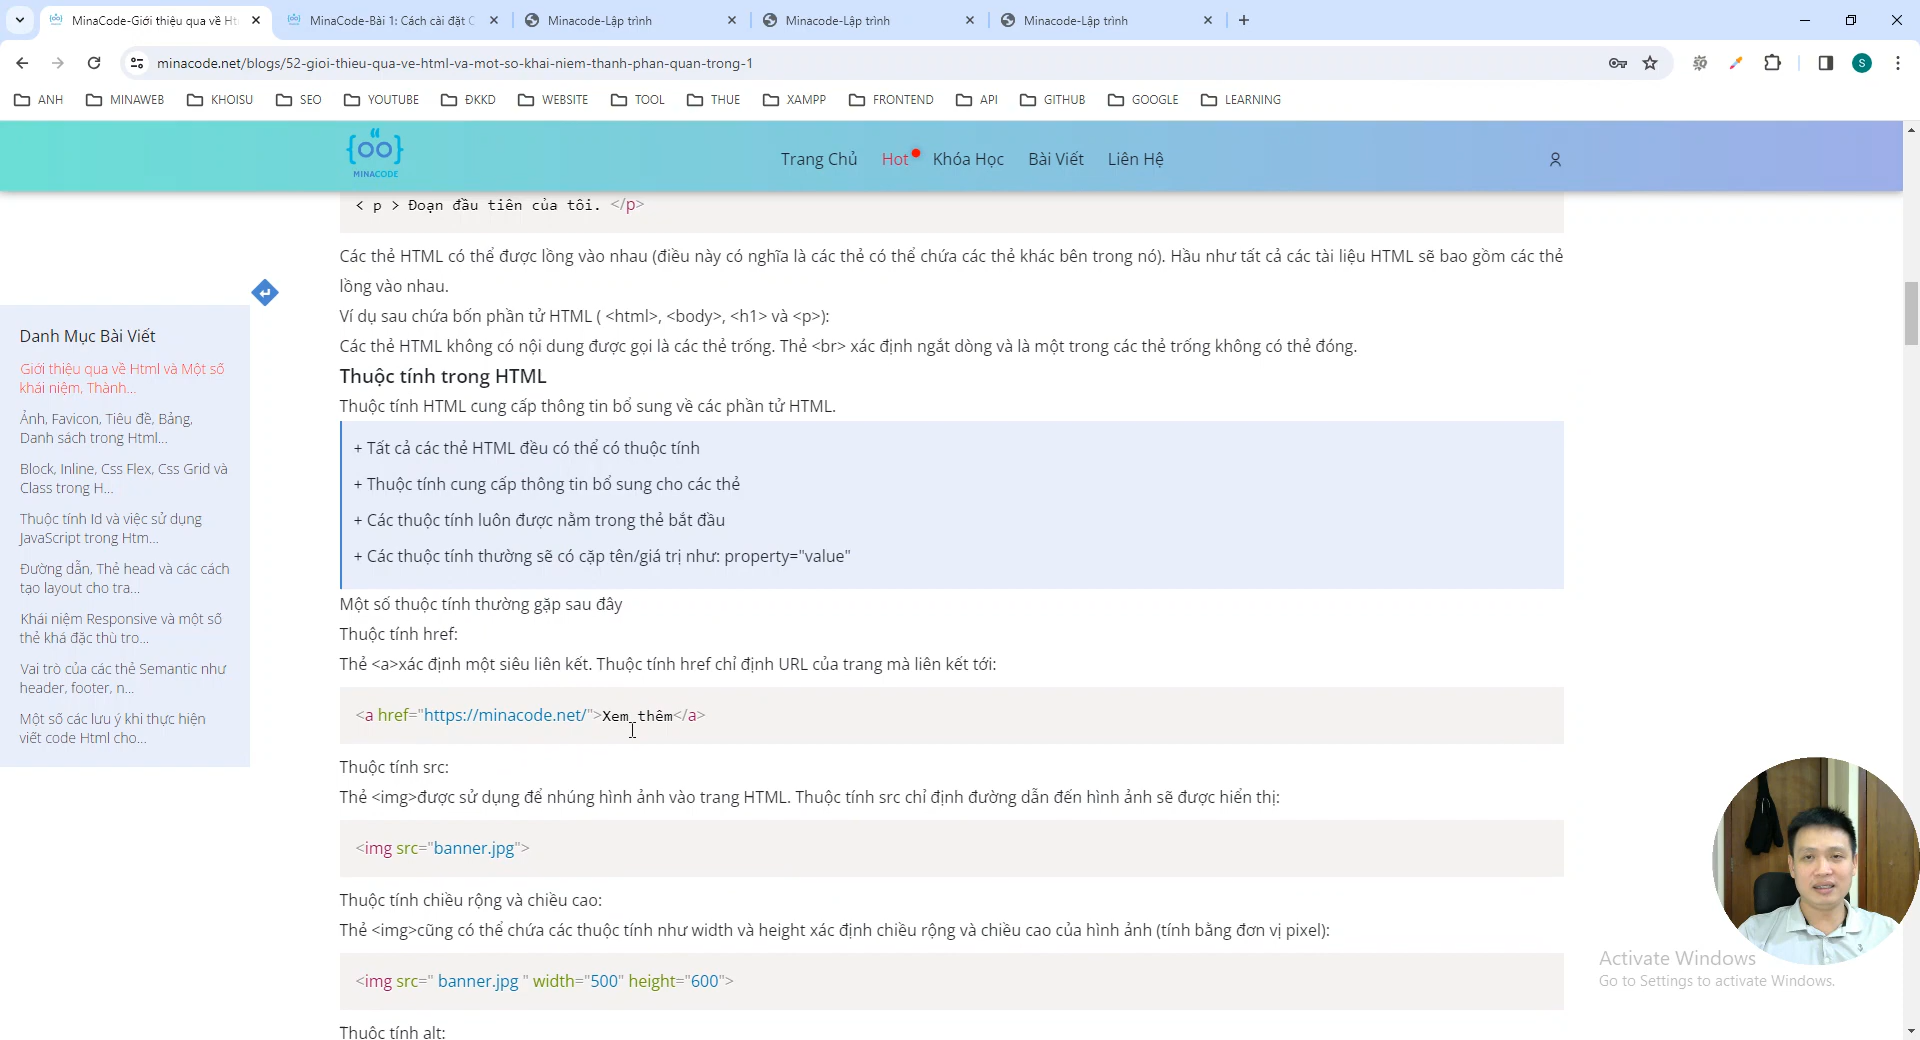 MinaCode-Giới thiệu qua về Ht
MinaCode-Bài 1: Cách cài đặt C
Minacode-Lập trình
Minacode-Lập trình
Minacode-Lập trình
minacode.net/blogs/52-gioi-thieu-qua-ve-html-va-mot-so-khai-niem-thanh-phan-quan-trong-1
S
ANH
MINAWEB
KHOISU
SEO
YOUTUBE
ĐKKD
WEBSITE
TOOL
THUE
XAMPP
FRONTEND
API
GITHUB
GOOGLE
LEARNING
MINACODE
Trang Chủ
Hot
Khóa Học
Bài Viết
Liên Hệ
< p > Đoạn đầu tiên của tôi. </p>
Các thẻ HTML có thể được lồng vào nhau (điều này có nghĩa là các thẻ có thể chứa các thẻ khác bên trong nó). Hầu như tất cả các tài liệu HTML sẽ bao gồm các thẻ
lồng vào nhau.
Ví dụ sau chứa bốn phần tử HTML ( <html>, <body>, <h1> và <p>):
Các thẻ HTML không có nội dung được gọi là các thẻ trống. Thẻ <br> xác định ngắt dòng và là một trong các thẻ trống không có thẻ đóng.
Thuộc tính trong HTML
Thuộc tính HTML cung cấp thông tin bổ sung về các phần tử HTML.
+ Tất cả các thẻ HTML đều có thể có thuộc tính
+ Thuộc tính cung cấp thông tin bổ sung cho các thẻ
+ Các thuộc tính luôn được nằm trong thẻ bắt đầu
+ Các thuộc tính thường sẽ có cặp tên/giá trị như: property="value"
Một số thuộc tính thường gặp sau đây
Thuộc tính href:
Thẻ <a>xác định một siêu liên kết. Thuộc tính href chỉ định URL của trang mà liên kết tới:
<a href="https://minacode.net/">Xem thêm</a>
Thuộc tính src:
Thẻ <img>được sử dụng để nhúng hình ảnh vào trang HTML. Thuộc tính src chỉ định đường dẫn đến hình ảnh sẽ được hiển thị:
<img src="banner.jpg">
Thuộc tính chiều rộng và chiều cao:
Thẻ <img>cũng có thể chứa các thuộc tính như width và height xác định chiều rộng và chiều cao của hình ảnh (tính bằng đơn vị pixel):
<img src=" banner.jpg " width="500" height="600">
Thuộc tính alt:
Danh Mục Bài Viết
Giới thiệu qua về Html và Một số
khái niệm, Thành...
Ảnh, Favicon, Tiêu đề, Bảng,
Danh sách trong Html...
Block, Inline, Css Flex, Css Grid và
Class trong H...
Thuộc tính Id và việc sử dụng
JavaScript trong Htm...
Đường dẫn, Thẻ head và các cách
tạo layout cho tra...
Khái niệm Responsive và một số
thẻ khá đặc thù tro...
Vai trò của các thẻ Semantic như
header, footer, n...
Một số các lưu ý khi thực hiện
viết code Html cho...
Activate Windows
Go to Settings to activate Windows.